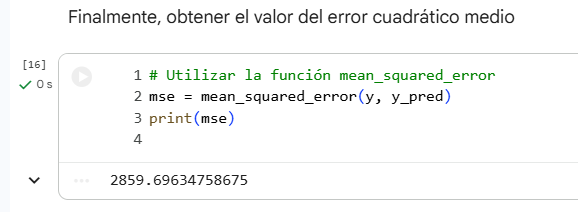 Finalmente, obtener el valor del error cuadrático medio
[16]
0 s
1 # Utilizar la función mean_squared_error
2 mse = mean_squared_error(y, y_pred)
3 print(mse)
4
2859.69634758675